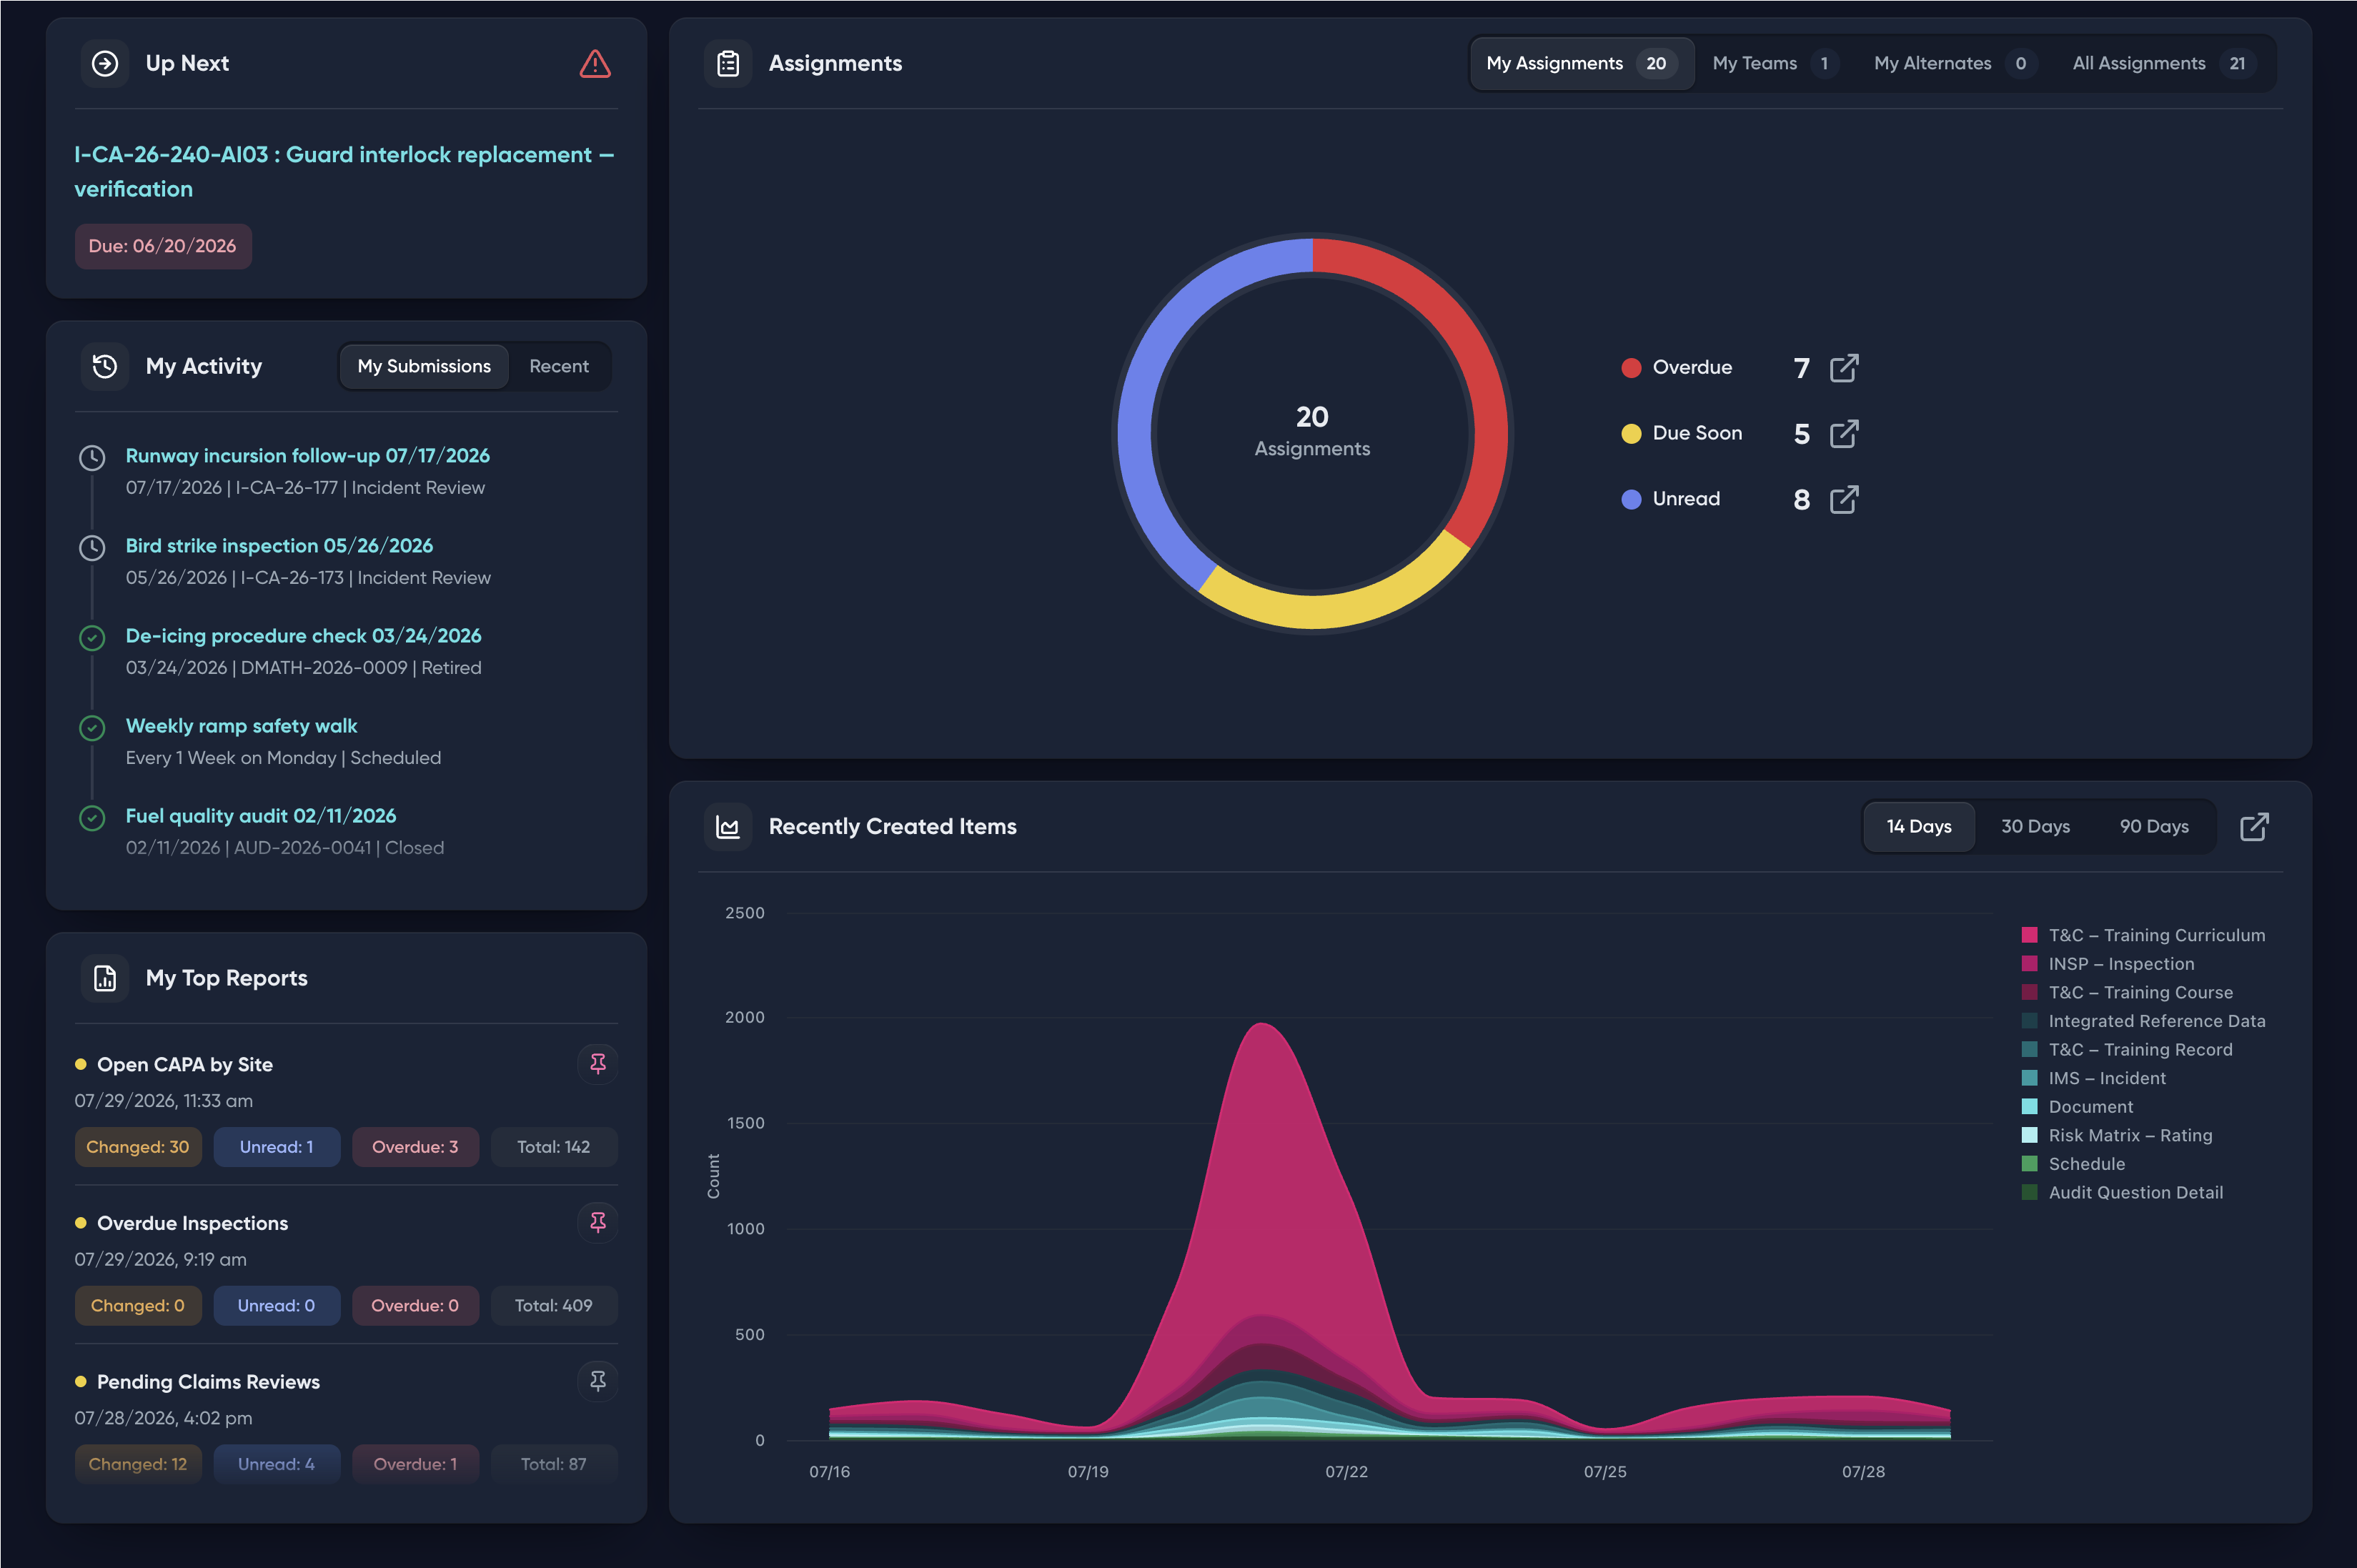 Up Next
I-CA-26-240-AI03 : Guard interlock replacement –
verification
Due: 06/20/2026
My Activity
My Submissions
Recent
Runway incursion follow-up 07/17/2026
07/17/2026 | I-CA-26-177 | Incident Review
Bird strike inspection 05/26/2026
05/26/2026 | I-CA-26-173 | Incident Review
De-icing procedure check 03/24/2026
03/24/2026 | DMATH-2026-0009 | Retired
Weekly ramp safety walk
Every 1 Week on Monday | Scheduled
Fuel quality audit 02/11/2026
02/11/2026 | AUD-2026-0041 | Closed
My Top Reports
Open CAPA by Site
07/29/2026, 11:33 am
Changed: 30 Unread: 1 Overdue: 3 Total: 142
Overdue Inspections
07/29/2026, 9:19 am
Changed: 0 Unread: 0 Overdue: 0 Total: 409
Pending Claims Reviews
07/28/2026, 4:02 pm
Changed: 12 Unread: 4 Overdue: 1 Total: 87
Assignments
My Assignments 20 My Teams 1 My Alternates 0 All Assignments 21
20
Assignments
Overdue 7
Due Soon 5
Unread 8
Recently Created Items
14 Days 30 Days 90 Days
Count
2500
2000
1500
1000
500
0
07/16 07/19 07/22 07/25 07/28
T&C – Training Curriculum
INSP – Inspection
T&C – Training Course
Integrated Reference Data
T&C – Training Record
IMS – Incident
Document
Risk Matrix – Rating
Schedule
Audit Question Detail